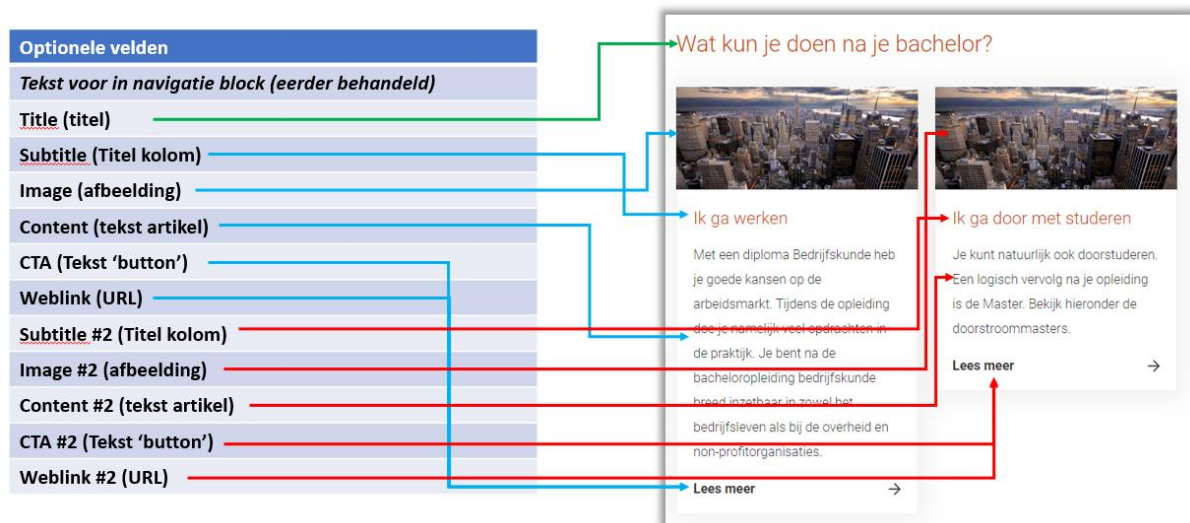 Optionele velden
Tekst voor in navigatie block (eerder behandeld)
Title (titel)
Subtitle (Titel kolom)
Image (afbeelding)
Content (tekst artikel)
CTA (Tekst ‘button’)
Weblink (URL)
Subtitle #2 (Titel kolom)
Image #2 (afbeelding)
Content #2 (tekst artikel)
CTA #2 (Tekst ‘button’)
Weblink #2 (URL)
Wat kun je doen na je bachelor?
Ik ga werken
Met een diploma Bedrijfskunde heb
je goede kansen op de
arbeidsmarkt. Tijdens de opleiding
doe je namelijk veel opdrachten in
de praktijk. Je bent na de
bacheloropleiding bedrijfskunde
breed inzetbaar in zowel het
bedrijfsleven als bij de overheid en
non-profitorganisaties.
Lees meer
Ik ga door met studeren
Je kunt natuurlijk ook doorstuderen.
Een logisch vervolg na je opleiding
is de Master. Bekijk hieronder de
doorstroommasters.
Lees meer